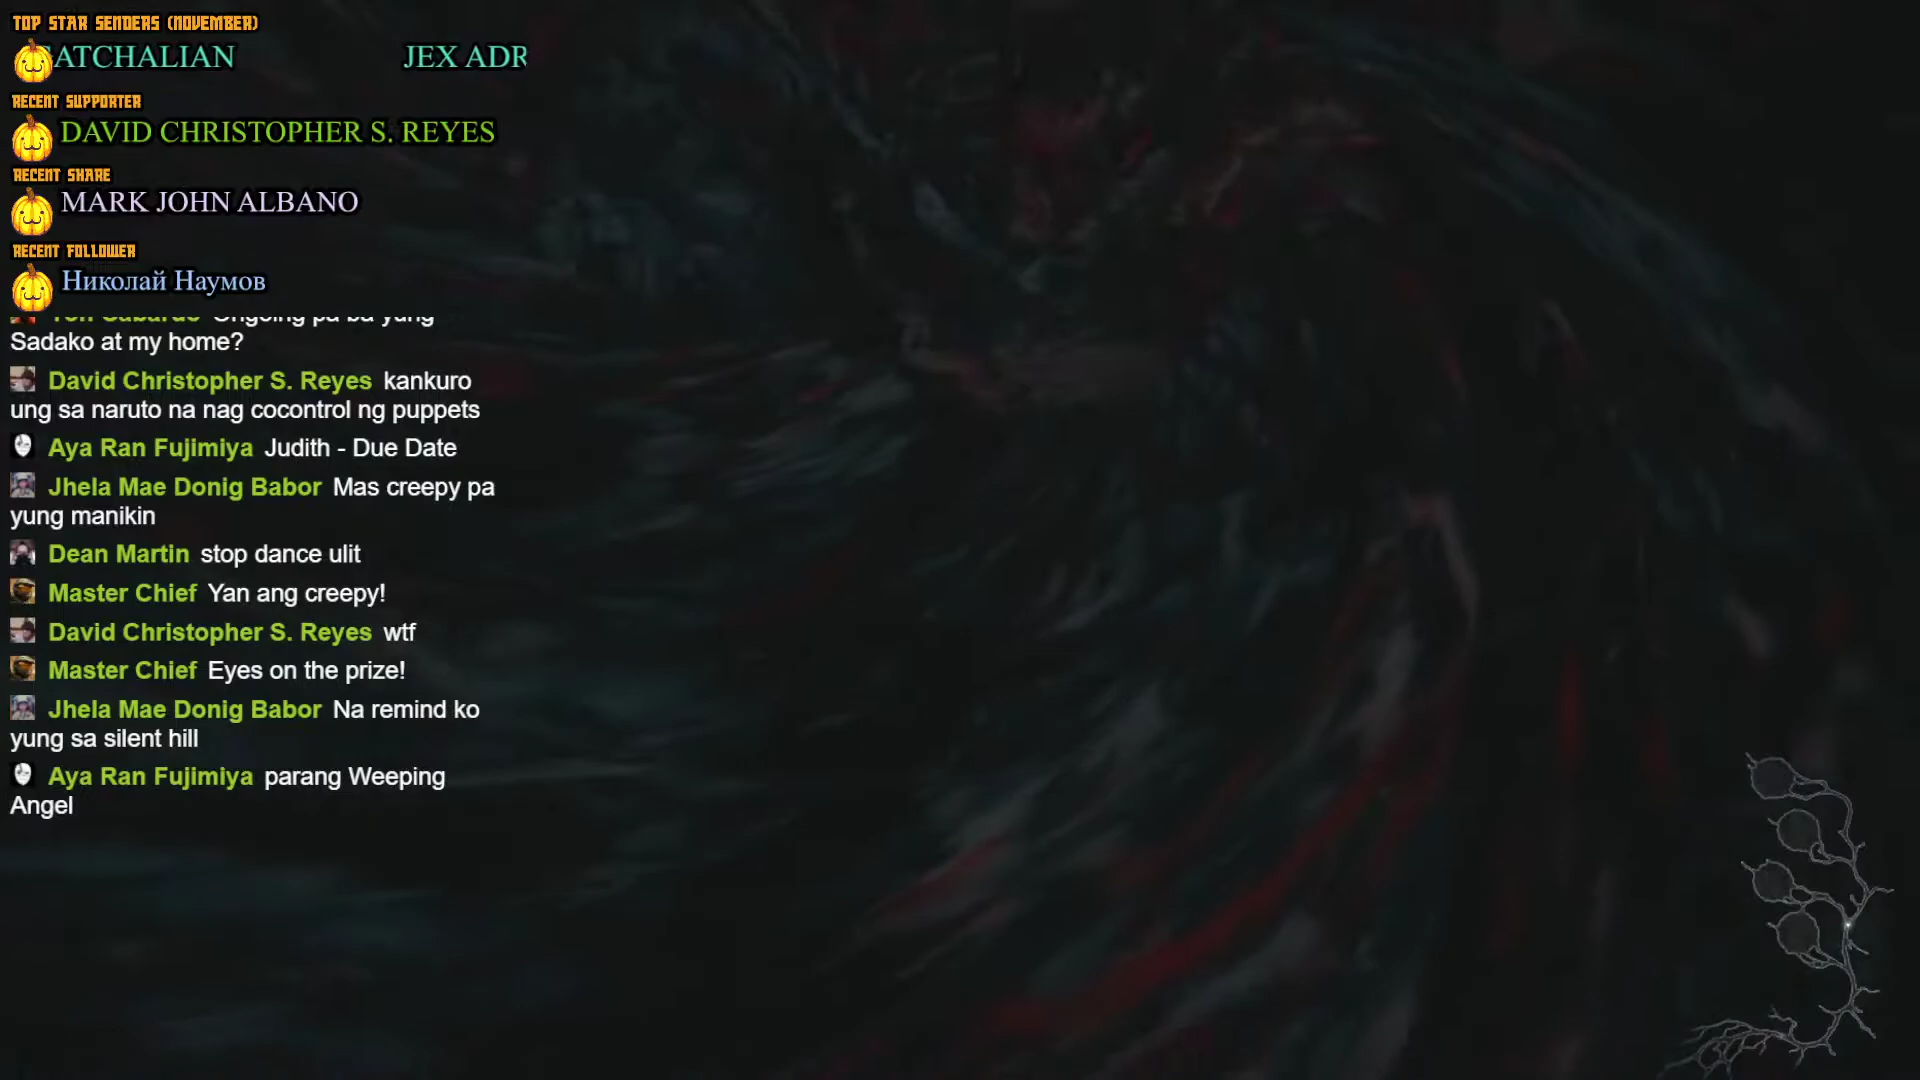 TOP STAR SENDERS (NOVEMBER)
ATCHALIAN JEX ADR
RECENT SUPPORTER
DAVID CHRISTOPHER S. REYES
RECENT SHARE
MARK JOHN ALBANO
RECENT FOLLOWER
Николай Наумов
Ongoing pa ba yung
Sadako at my home?
David Christopher S. Reyes kankuro
ung sa naruto na nag cocontrol ng puppets
Aya Ran Fujimiya Judith - Due Date
Jhela Mae Donig Babor Mas creepy pa
yung manikin
Dean Martin stop dance ulit
Master Chief Yan ang creepy!
David Christopher S. Reyes wtf
Master Chief Eyes on the prize!
Jhela Mae Donig Babor Na remind ko
yung sa silent hill
Aya Ran Fujimiya parang Weeping
Angel